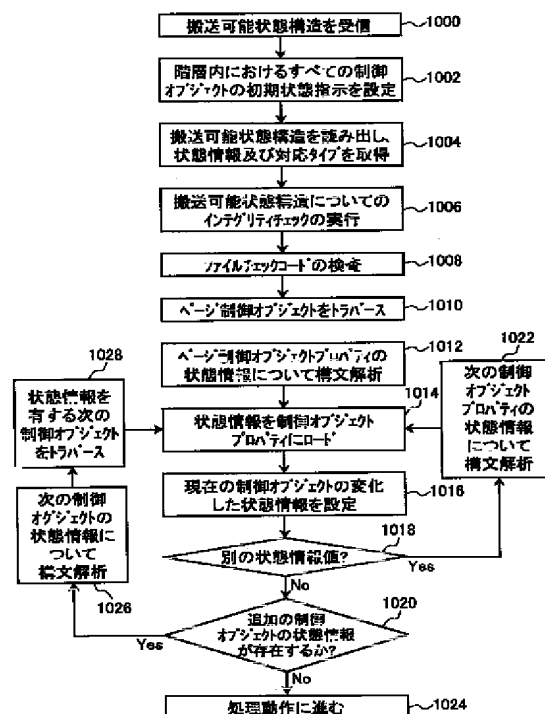 搬送可能状態構造を受信
1000
階層内におけるすべての制御
オブジェクトの初期状態指示を設定
1002
搬送可能状態構造を読み出し、
状態情報及び対応タイプを取得
1004
搬送可能状態構造についての
インテグリティチェックの実行
1006
ファイルチェックコードの検査
1008
ページ制御オブジェクトをトラバース
1010
ページ制御オブジェクトプロパティの
状態情報について構文解析
1012
状態情報を制御オブジェクト
プロパティにロード
1014
現在の制御オブジェクトの変化
した状態情報を設定
1016
別の状態情報値?
1018
Yes
No
1022
次の制御
オブジェクト
プロパティの
状態情報
について
構文解析
追加の制御
オブジェクトの状態情報
が存在するか?
1020
Yes
No
1028
状態情報を
有する次の
制御オブジェクト
をトラバース
次の制御
オブジェクトの
状態情報に
ついて
構文解析
1026
処理動作に進む
1024